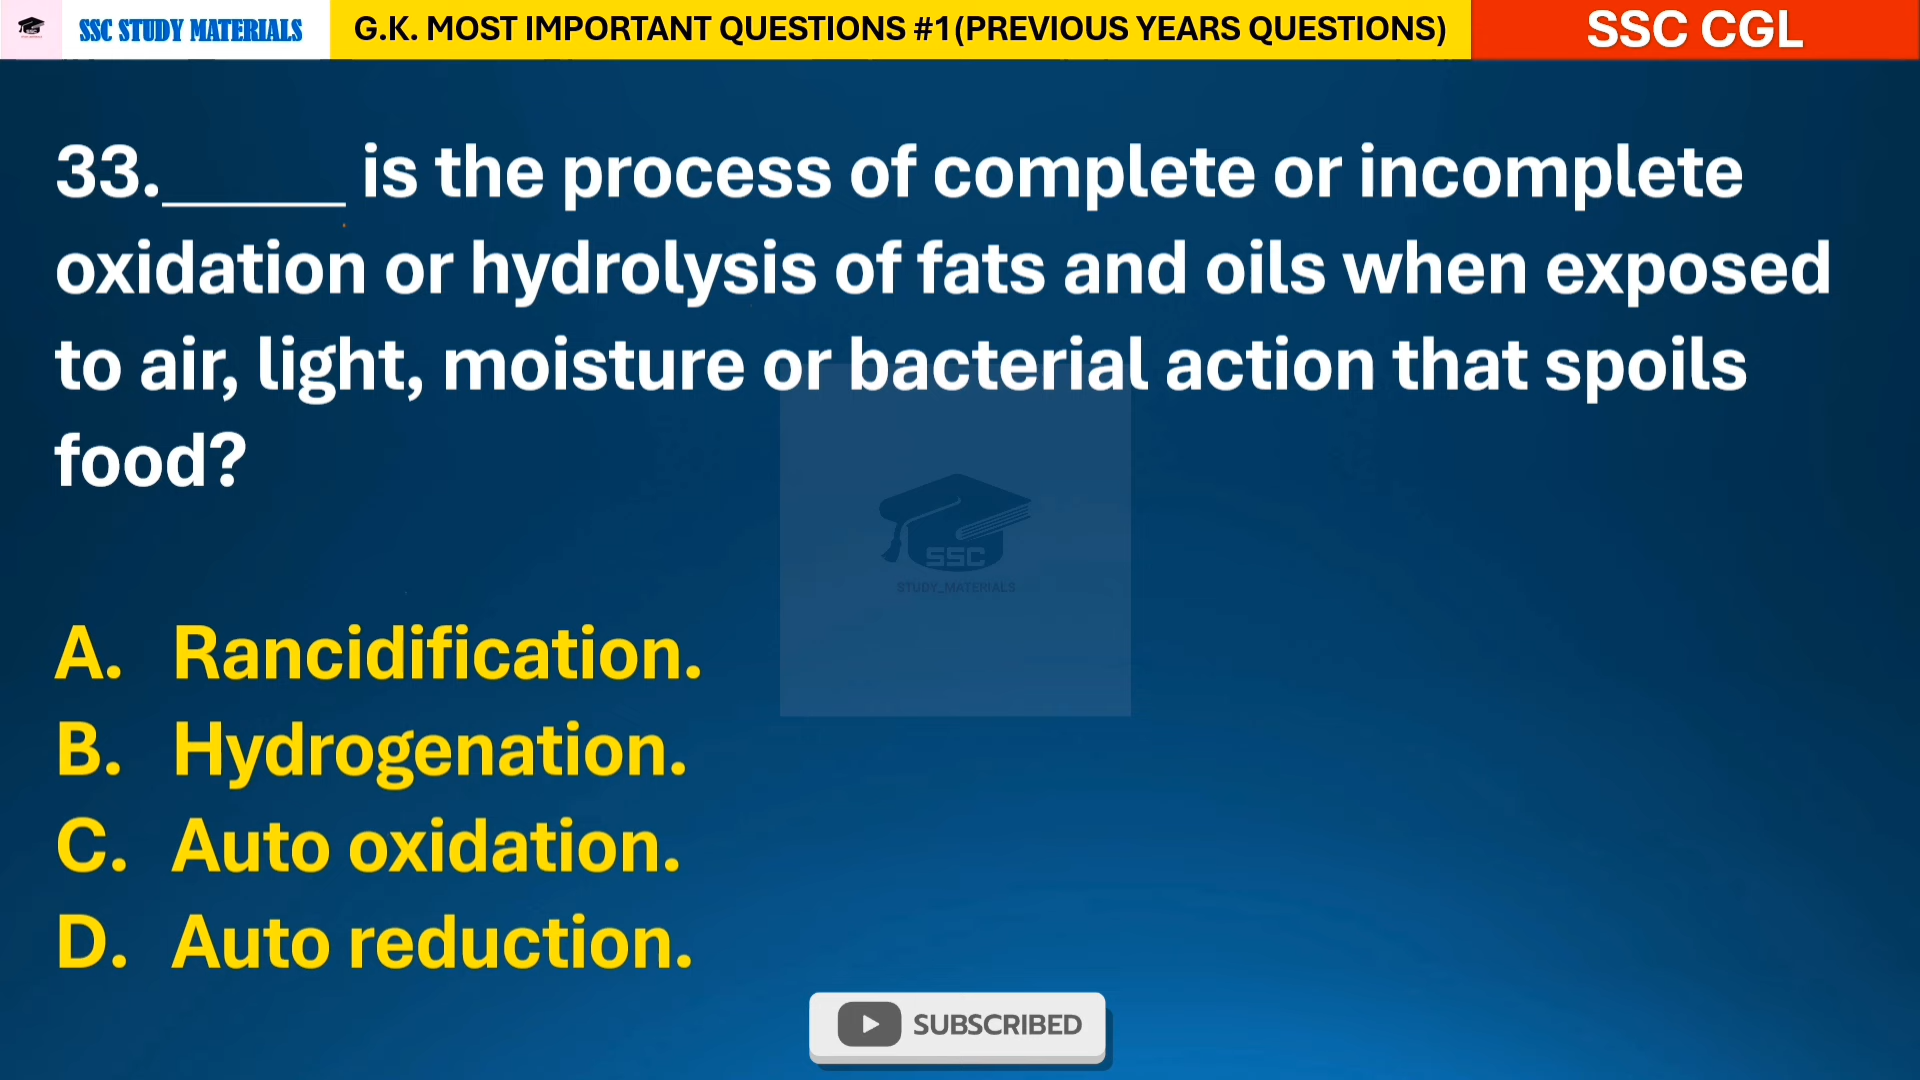 SSC STUDY MATERIALS
G.K. MOST IMPORTANT QUESTIONS #1(PREVIOUS YEARS QUESTIONS)
SSC CGL
33.______ is the process of complete or incomplete
oxidation or hydrolysis of fats and oils when exposed
to air, light, moisture or bacterial action that spoils
food?
SSC
STUDY_MATERIALS
A. Rancidification.
B. Hydrogenation.
C. Auto oxidation.
D. Auto reduction.
SUBSCRIBED